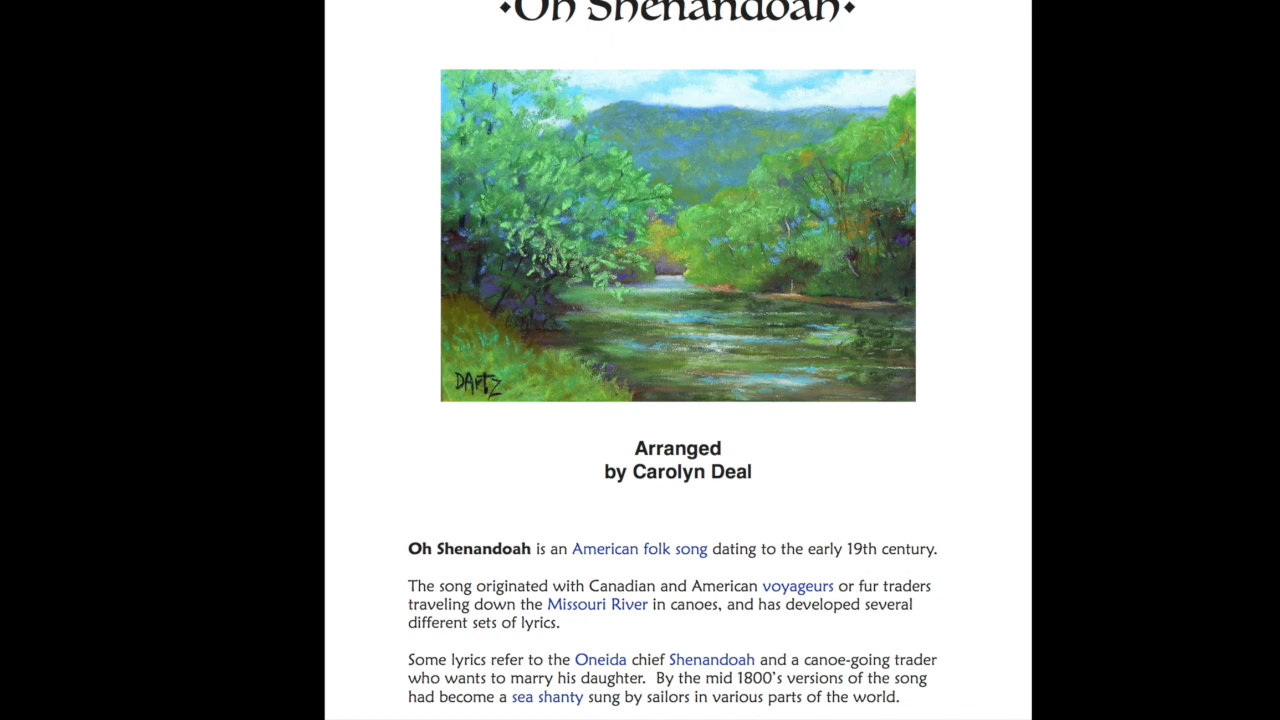 •Oh Shenandoah•
DArtz
Arranged
by Carolyn Deal
Oh Shenandoah is an American folk song dating to the early 19th century.
The song originated with Canadian and American voyageurs or fur traders
traveling down the Missouri River in canoes, and has developed several
different sets of lyrics.
Some lyrics refer to the Oneida chief Shenandoah and a canoe-going trader
who wants to marry his daughter.  By the mid 1800's versions of the song
had become a sea shanty sung by sailors in various parts of the world.